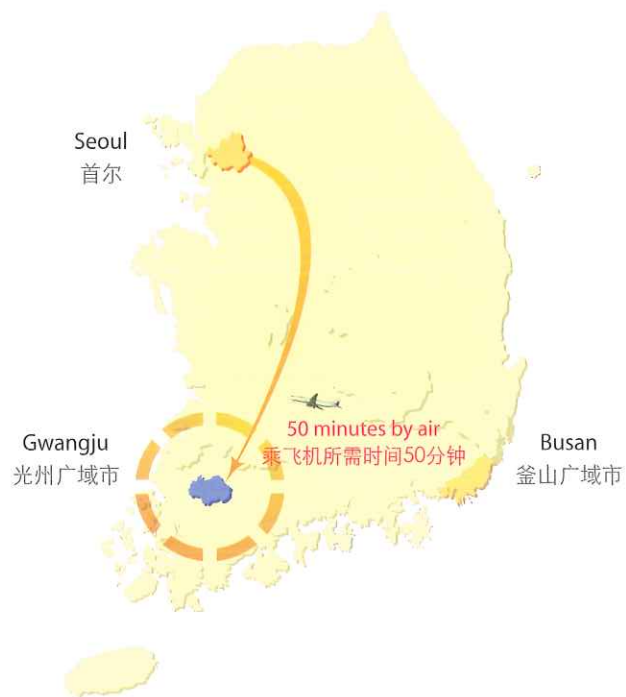 Seoul
首尔
50 minutes by air
乘飞机所需时间50分钟
Gwangju
光州广域市
Busan
釜山广域市